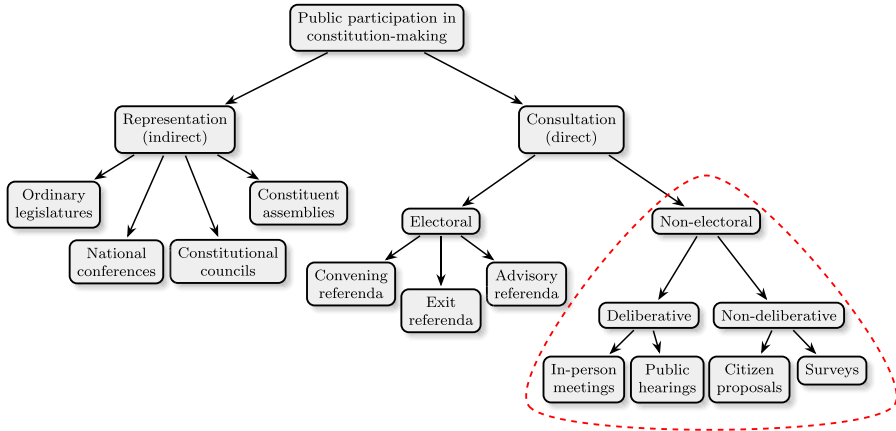 Public participation in
constitution-making
Representation
(indirect)
Consultation
(direct)
Ordinary
legislatures
National
conferences
Constitutional
councils
Constituent
assemblies
Electoral
Non-electoral
Convening
referenda
Exit
referenda
Advisory
referenda
Deliberative
Non-deliberative
In-person
meetings
Public
hearings
Citizen
proposals
Surveys